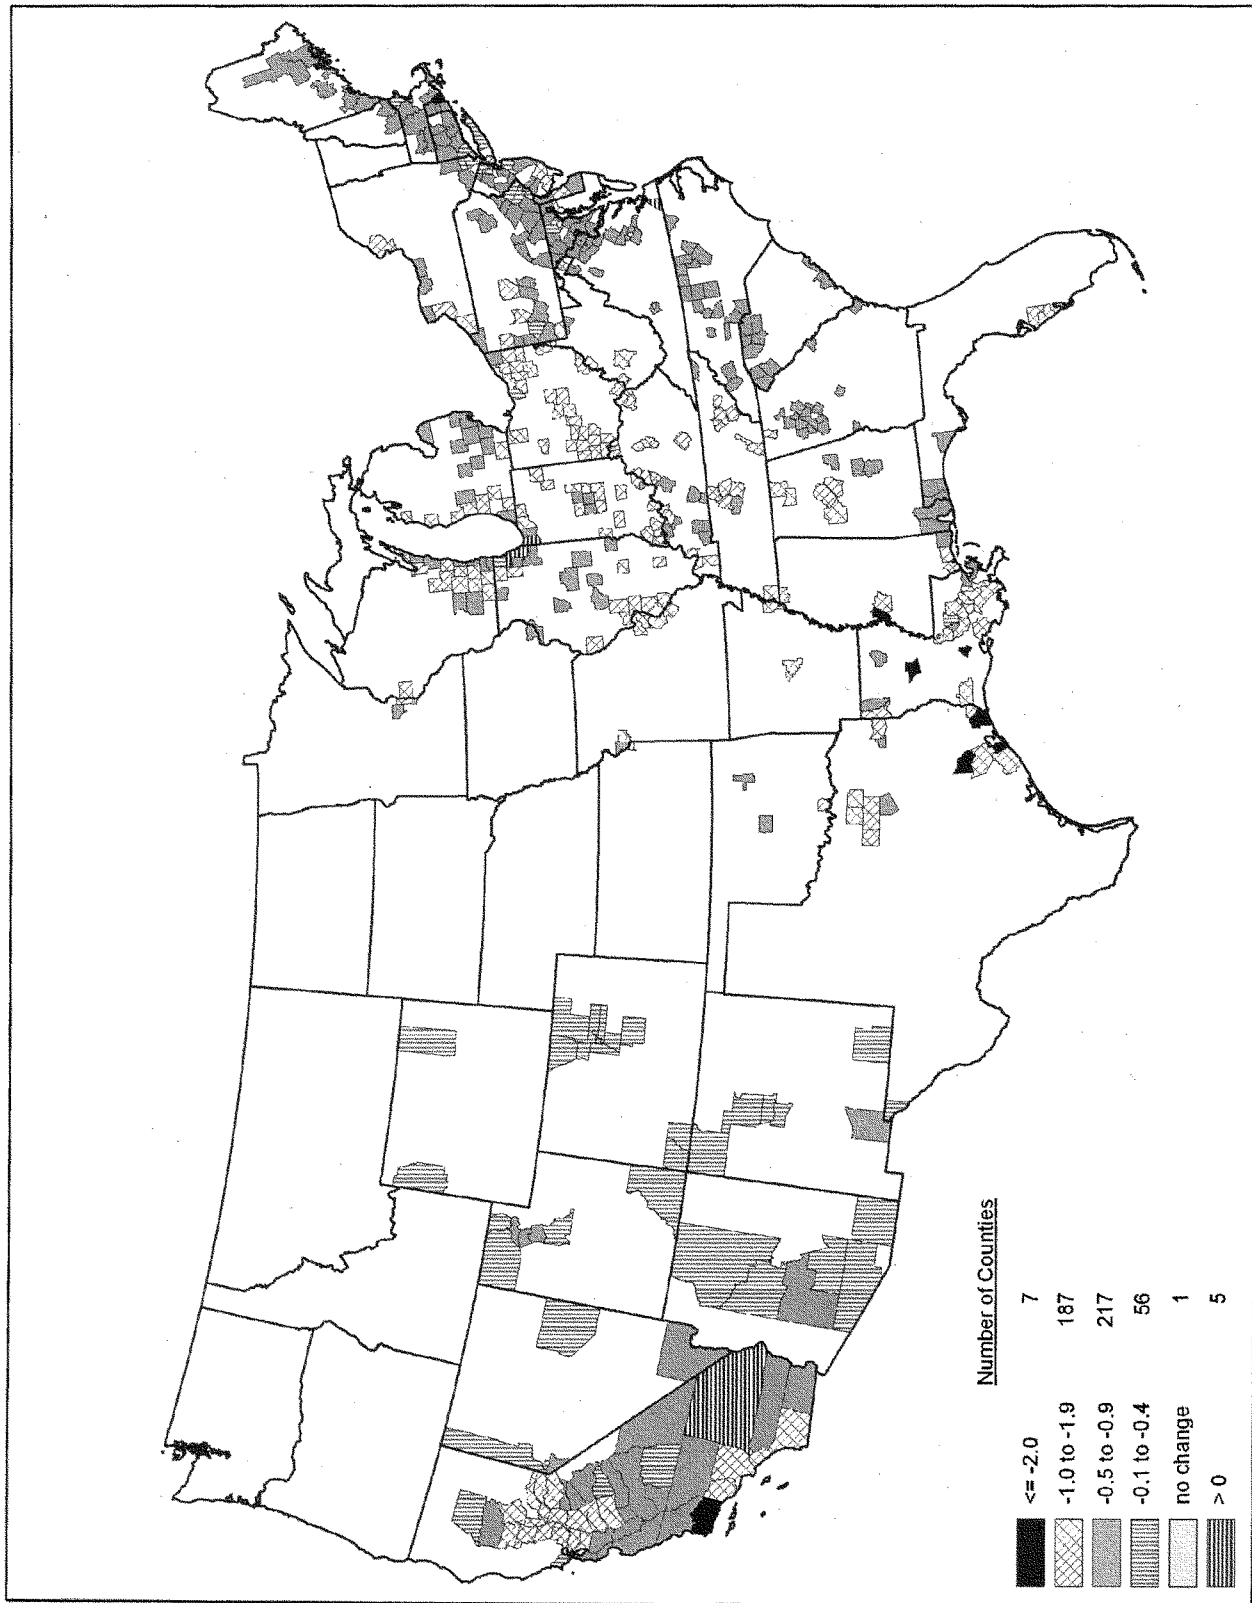 Number of Counties
<= -2.0 7
-1.0 to -1.9 187
-0.5 to -0.9 217
-0.1 to -0.4 56
no change 1
> 0 5